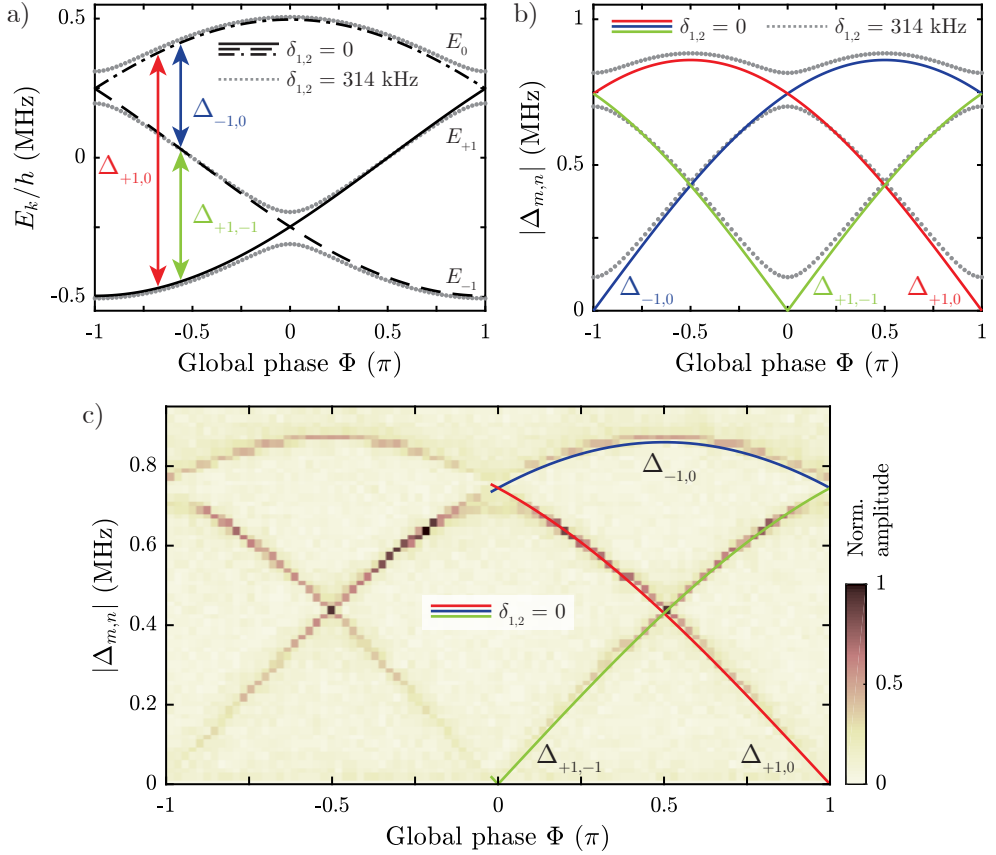 a)
0.5
0
-0.5
E_k/h (MHz)
δ_{1,2} = 0
δ_{1,2} = 314 kHz
E_0
E_{+1}
E_{-1}
Δ_{-1,0}
Δ_{+1,0}
Δ_{+1,-1}
-1 -0.5 0 0.5 1
Global phase Φ (π)
b)
δ_{1,2} = 0
δ_{1,2} = 314 kHz
1
0.5
0
|Δ_{m,n}| (MHz)
Δ_{-1,0}
Δ_{+1,-1}
Δ_{+1,0}
-1 -0.5 0 0.5 1
Global phase Φ (π)
c)
0.8
0.6
0.4
0.2
0
|Δ_{m,n}| (MHz)
Δ_{-1,0}
δ_{1,2} = 0
Δ_{+1,-1}
Δ_{+1,0}
-1 -0.5 0 0.5 1
Global phase Φ (π)
Norm.
amplitude
1
0.5
0